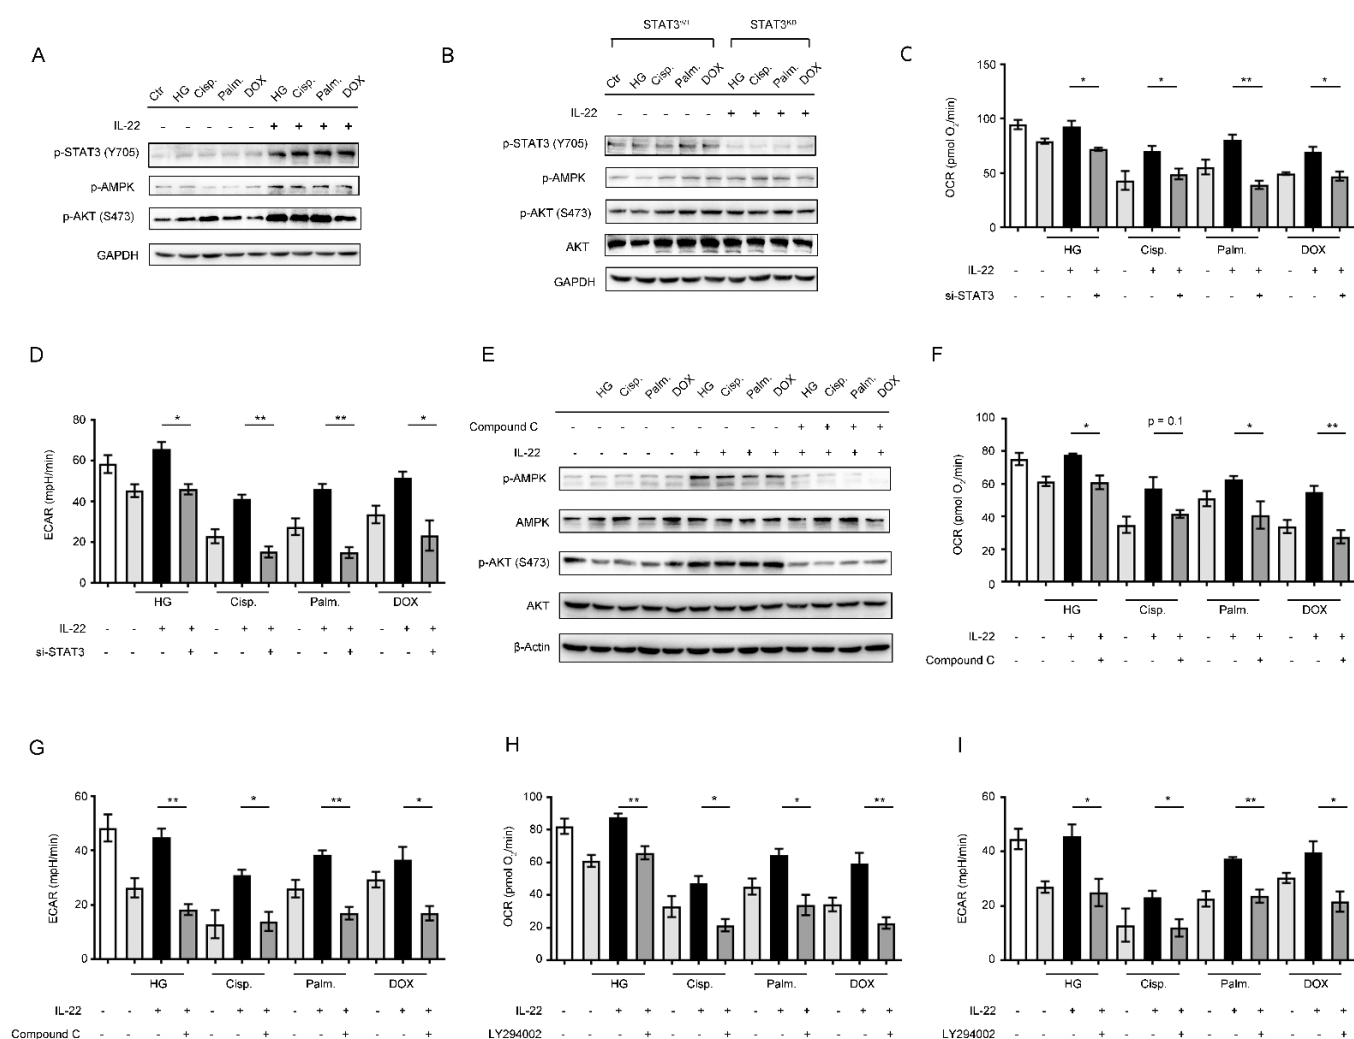 A
Ctr HG Cisp. Palm. DOX HG Cisp. Palm. DOX
IL-22 - - - - - + + + +
p-STAT3 (Y705)
p-AMPK
p-AKT (S473)
GAPDH
B
STAT3 STAT3
Ctr HG Cisp. Palm. DOX HG Cisp. Palm. DOX
IL-22 - - - - - + + + +
p-STAT3 (Y705)
p-AMPK
p-AKT (S473)
AKT
GAPDH
C
OCR (pmol O2/min)
150
100
50
0
* * ** *
HG Cisp. Palm. DOX
IL-22 - - + + - + + - + + - + +
si-STAT3 - - - + - - + - - + - - +
D
ECAR (mpH/min)
80
60
40
20
0
* ** ** *
HG Cisp. Palm. DOX
IL-22 - - + + - + + - + + - + +
si-STAT3 - - - + - - + - - + - - +
E
HG Cisp. Palm. DOX HG Cisp. Palm. DOX HG Cisp. Palm. DOX
Compound C - - - - - - - - - + + + +
IL-22 - - - - - + + + + + + + +
p-AMPK
AMPK
p-AKT (S473)
AKT
β-Actin
F
OCR (pmol O2/min)
100
80
60
40
20
0
* p = 0.1 * **
HG Cisp. Palm. DOX
IL-22 - - + + - + + - + + - + +
Compound C - - - + - - + - - + - - +
G
ECAR (mpH/min)
60
40
20
0
** * ** *
HG Cisp. Palm. DOX
IL-22 - - + + - + + - + + - + +
Compound C - - - + - - + - - + - - +
H
OCR (pmol O2/min)
100
80
60
40
20
0
** * * **
HG Cisp. Palm. DOX
IL-22 - - + + - + + - + + - + +
LY294002 - - - + - - + - - + - - +
I
ECAR (mpH/min)
60
40
20
0
* * ** *
HG Cisp. Palm. DOX
IL-22 - - + + - + + - + + - + +
LY294002 - - - + - - + - - + - - +